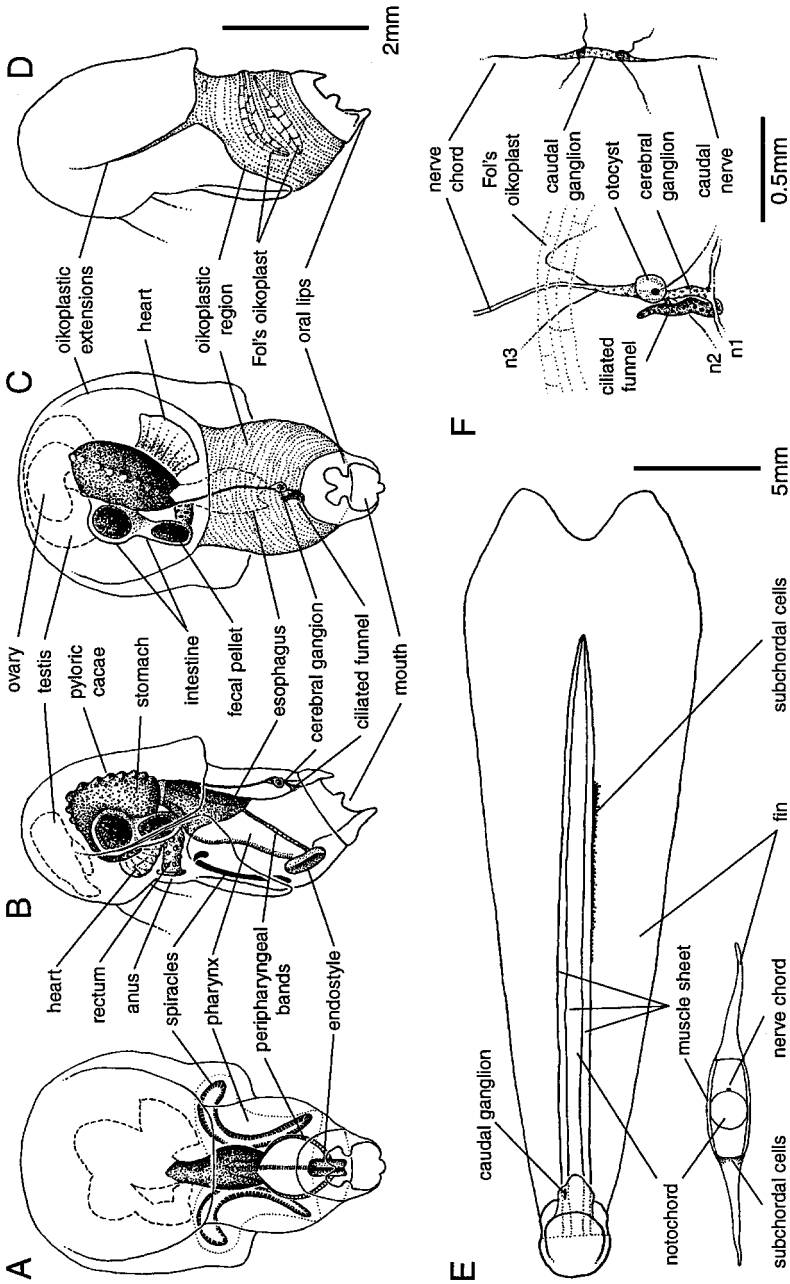 A
heart
rectum
anus
spiracles
pharynx
peripharyngeal
bands
endostyle
B
ovary
testis
pyloric
cacae
stomach
intestine
fecal pellet
esophagus
cerebral gangion
ciliated funnel
mouth
C
oikoplastic
extensions
heart
oikoplastic
region
Fol's oikoplast
oral lips
D
2mm
E
caudal ganglion
notochord
muscle sheet
fin
subchordal cells
subchordal cells
nerve chord
5mm
F
n3
ciliated
funnel
n2
n1
nerve
chord
Fol's
oikoplast
caudal
ganglion
otocyst
cerebral
ganglion
caudal
nerve
0.5mm